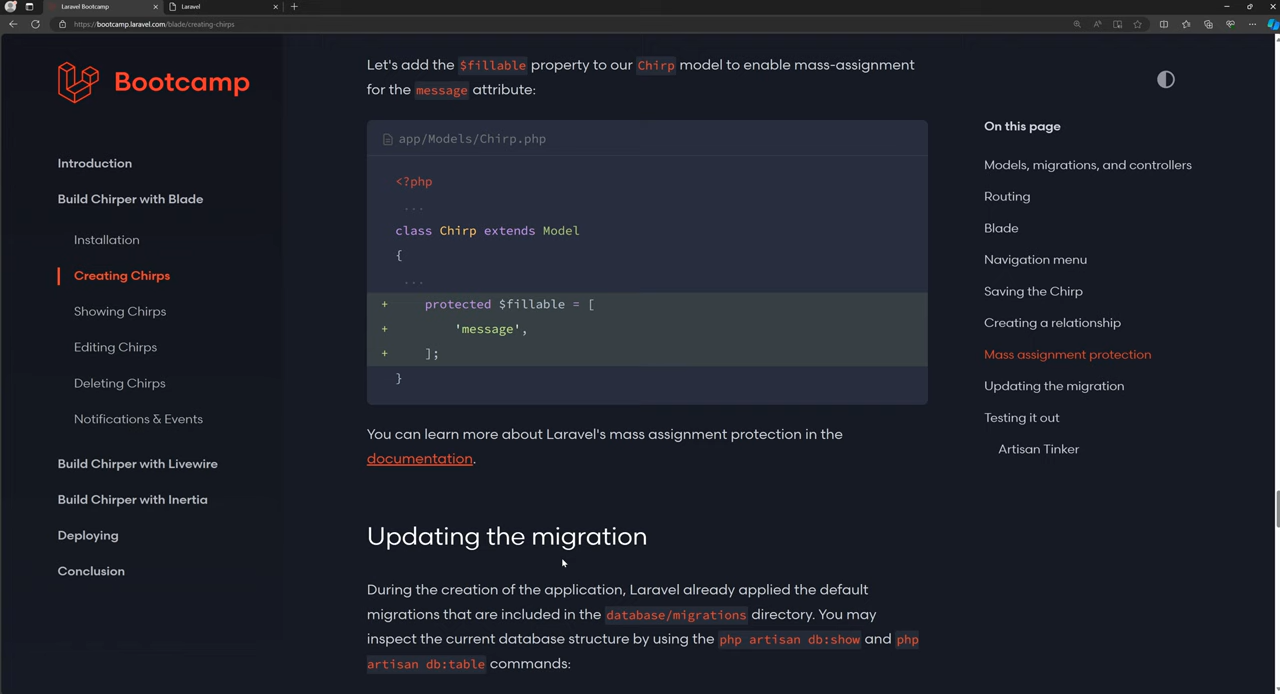 Laravel Bootcamp
Laravel
https://bootcamp.laravel.com/blade/creating-chirps
Bootcamp
Introduction
Build Chirper with Blade
Installation
Creating Chirps
Showing Chirps
Editing Chirps
Deleting Chirps
Notifications & Events
Build Chirper with Livewire
Build Chirper with Inertia
Deploying
Conclusion
Let's add the $fillable property to our Chirp model to enable mass-assignment
for the message attribute:
app/Models/Chirp.php
<?php
...
class Chirp extends Model
{
...
+ protected $fillable = [
+ 'message',
+ ];
}
You can learn more about Laravel's mass assignment protection in the
documentation.
Updating the migration
During the creation of the application, Laravel already applied the default
migrations that are included in the database/migrations directory. You may
inspect the current database structure by using the php artisan db:show and php
artisan db:table commands:
On this page
Models, migrations, and controllers
Routing
Blade
Navigation menu
Saving the Chirp
Creating a relationship
Mass assignment protection
Updating the migration
Testing it out
Artisan Tinker